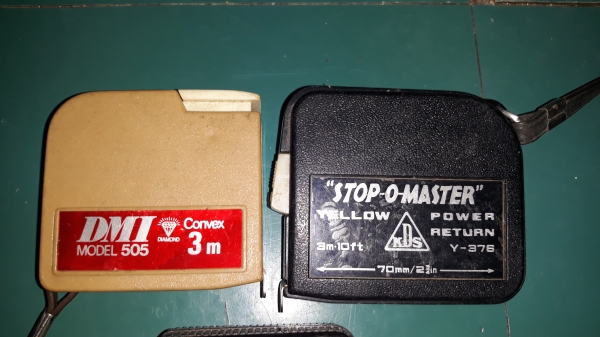 DMI
MODEL 505
DIAMOND
Convex
3 m
"STOP-O-MASTER"
YELLOW POWER
RETURN
KDS
3m·10ft Y-376
70mm/2¾in